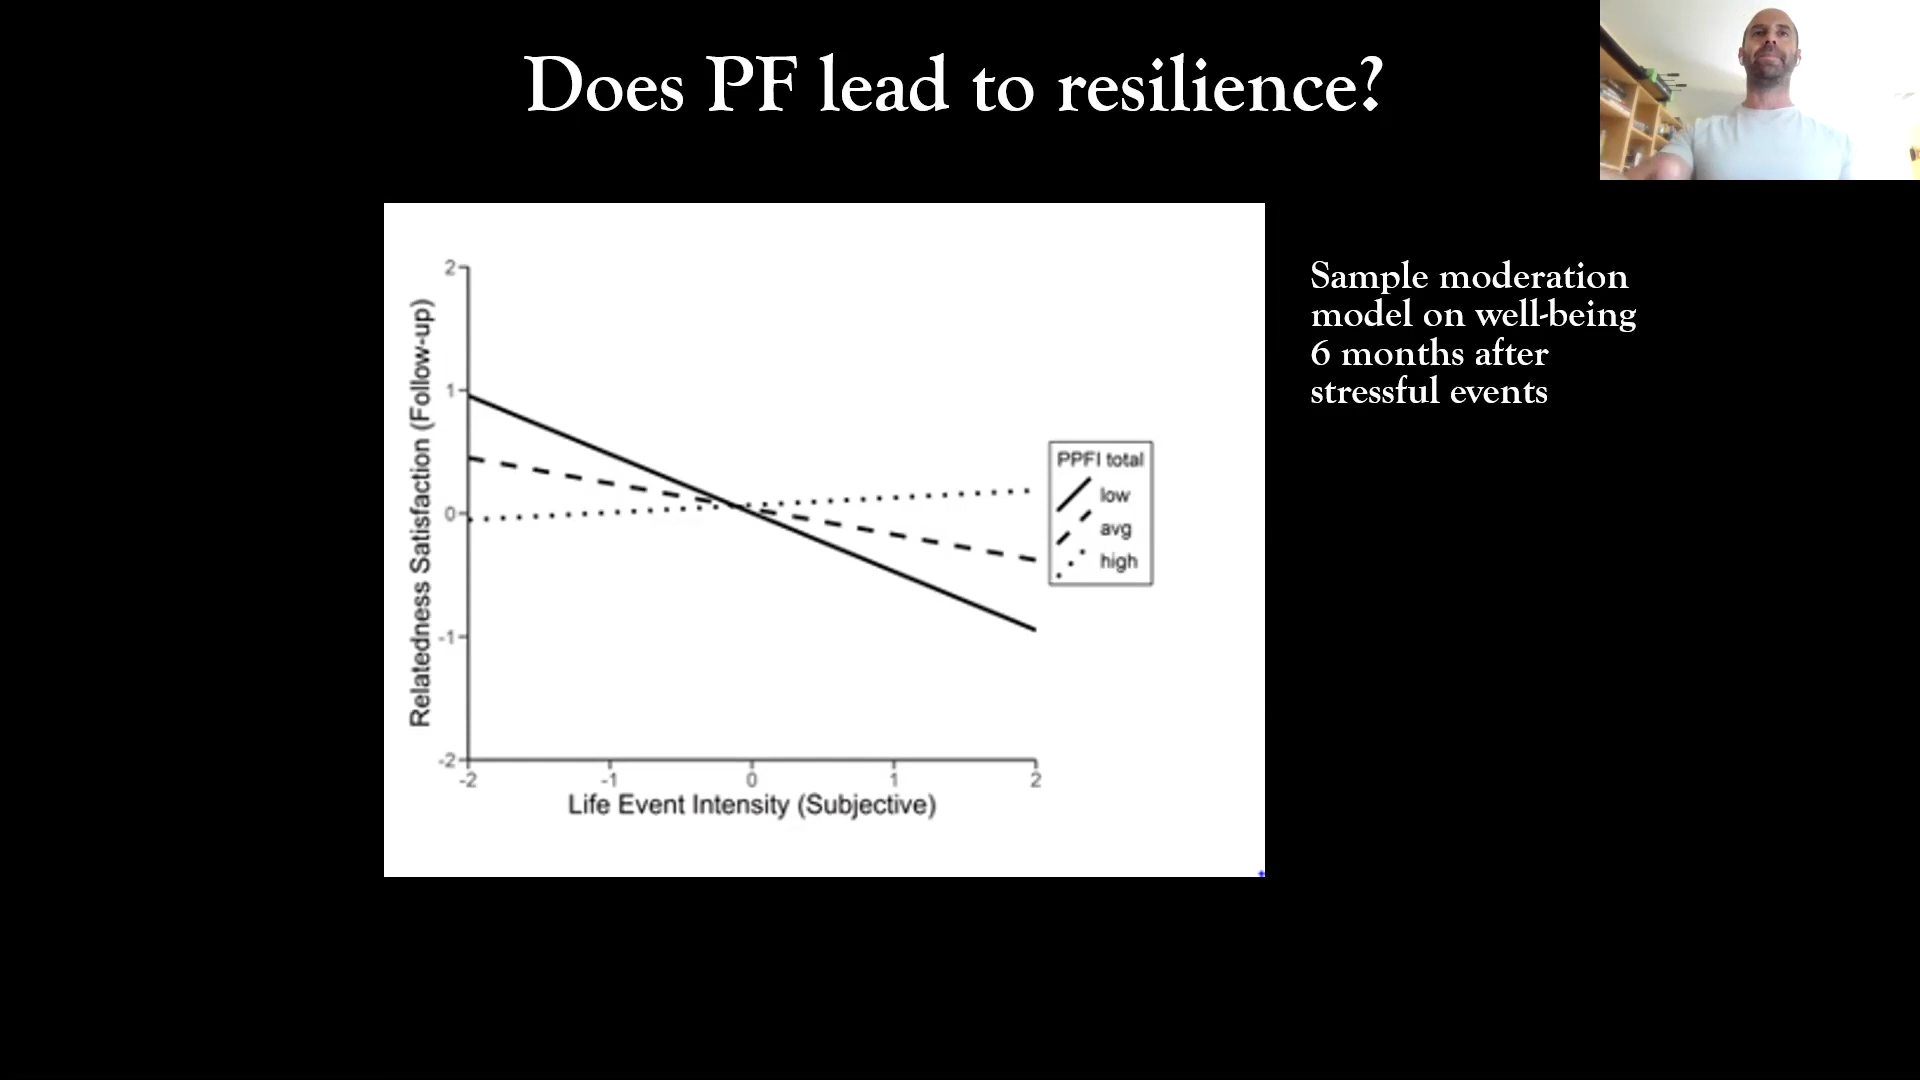 Does PF lead to resilience?
Sample moderation
model on well-being
6 months after
stressful events
Relatedness Satisfaction (Follow-up)
2
1
0
-1
-2
-2
-1
0
1
2
Life Event Intensity (Subjective)
PPFI total
low
avg
high